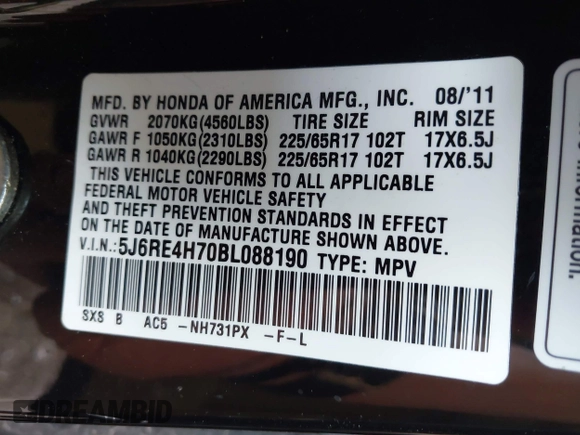 MFD. BY HONDA OF AMERICA MFG., INC. 08/'11
GVWR 2070KG(4560LBS) TIRE SIZE RIM SIZE
GAWR F 1050KG(2310LBS) 225/65R17 102T 17X6.5J
GAWR R 1040KG(2290LBS) 225/65R17 102T 17X6.5J
THIS VEHICLE CONFORMS TO ALL APPLICABLE
FEDERAL MOTOR VEHICLE SAFETY
AND THEFT PREVENTION STANDARDS IN EFFECT
ON THE DATE OF MANUFACTURE SHOWN ABOVE.
V.I.N.:5J6RE4H70BL088190 TYPE: MPV
SXS B AC5 -NH731PX -F-L
DREAMBID